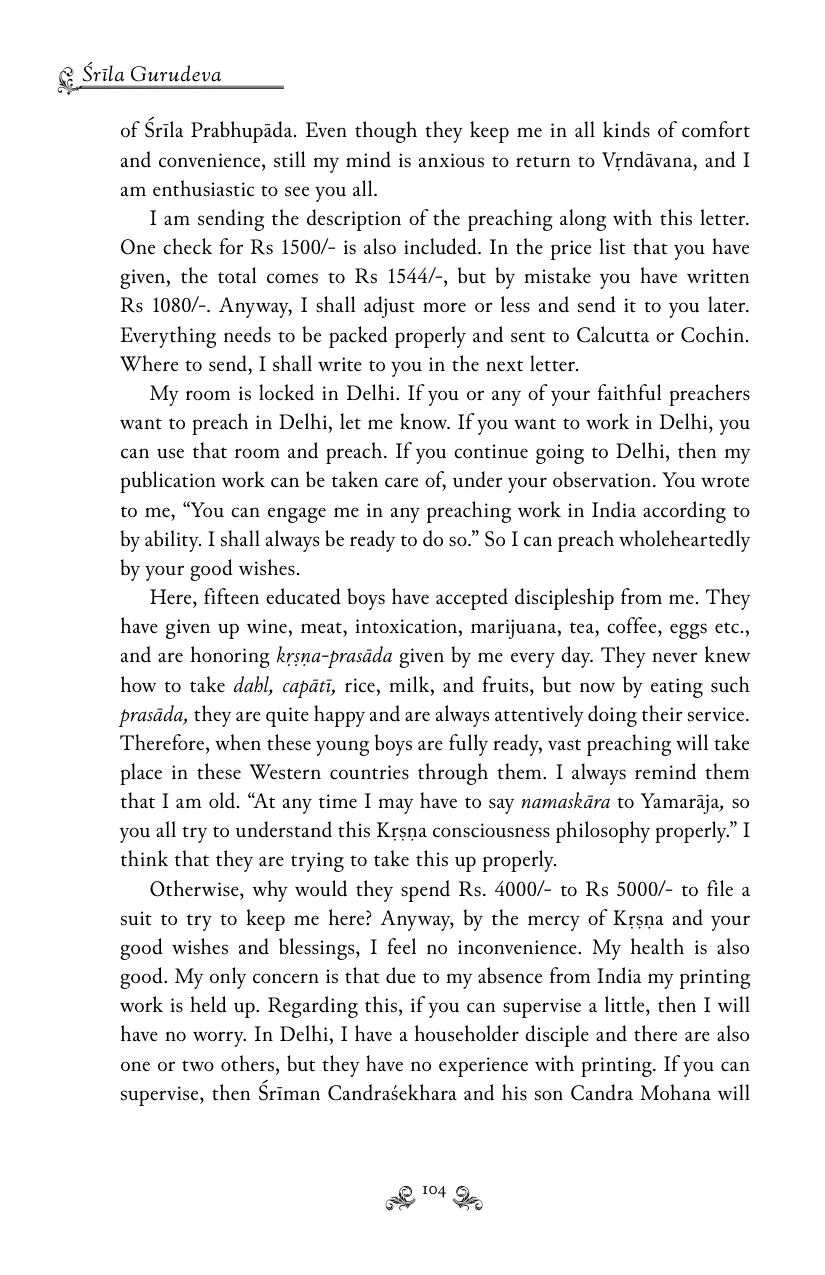 Śrīla Gurudeva
of Śrīla Prabhupāda. Even though they keep me in all kinds of comfort
and convenience, still my mind is anxious to return to Vṛndāvana, and I
am enthusiastic to see you all.
I am sending the description of the preaching along with this letter.
One check for Rs 1500/- is also included. In the price list that you have
given, the total comes to Rs 1544/-, but by mistake you have written
Rs 1080/-. Anyway, I shall adjust more or less and send it to you later.
Everything needs to be packed properly and sent to Calcutta or Cochin.
Where to send, I shall write to you in the next letter.
My room is locked in Delhi. If you or any of your faithful preachers
want to preach in Delhi, let me know. If you want to work in Delhi, you
can use that room and preach. If you continue going to Delhi, then my
publication work can be taken care of, under your observation. You wrote
to me, “You can engage me in any preaching work in India according to
by ability. I shall always be ready to do so.” So I can preach wholeheartedly
by your good wishes.
Here, fifteen educated boys have accepted discipleship from me. They
have given up wine, meat, intoxication, marijuana, tea, coffee, eggs etc.,
and are honoring kṛṣṇa-prasāda given by me every day. They never knew
how to take dahl, capātī, rice, milk, and fruits, but now by eating such
prasāda, they are quite happy and are always attentively doing their service.
Therefore, when these young boys are fully ready, vast preaching will take
place in these Western countries through them. I always remind them
that I am old. “At any time I may have to say namaskāra to Yamarāja, so
you all try to understand this Kṛṣṇa consciousness philosophy properly.” I
think that they are trying to take this up properly.
Otherwise, why would they spend Rs. 4000/- to Rs 5000/- to file a
suit to try to keep me here? Anyway, by the mercy of Kṛṣṇa and your
good wishes and blessings, I feel no inconvenience. My health is also
good. My only concern is that due to my absence from India my printing
work is held up. Regarding this, if you can supervise a little, then I will
have no worry. In Delhi, I have a householder disciple and there are also
one or two others, but they have no experience with printing. If you can
supervise, then Śrīman Candraśekhara and his son Candra Mohana will
104